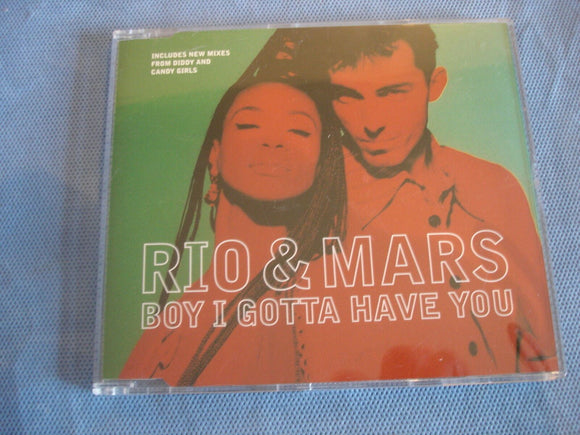 INCLUDES NEW MIXES
FROM DIDDY AND
CANDY GIRLS
RIO & MARS
BOY I GOTTA HAVE YOU